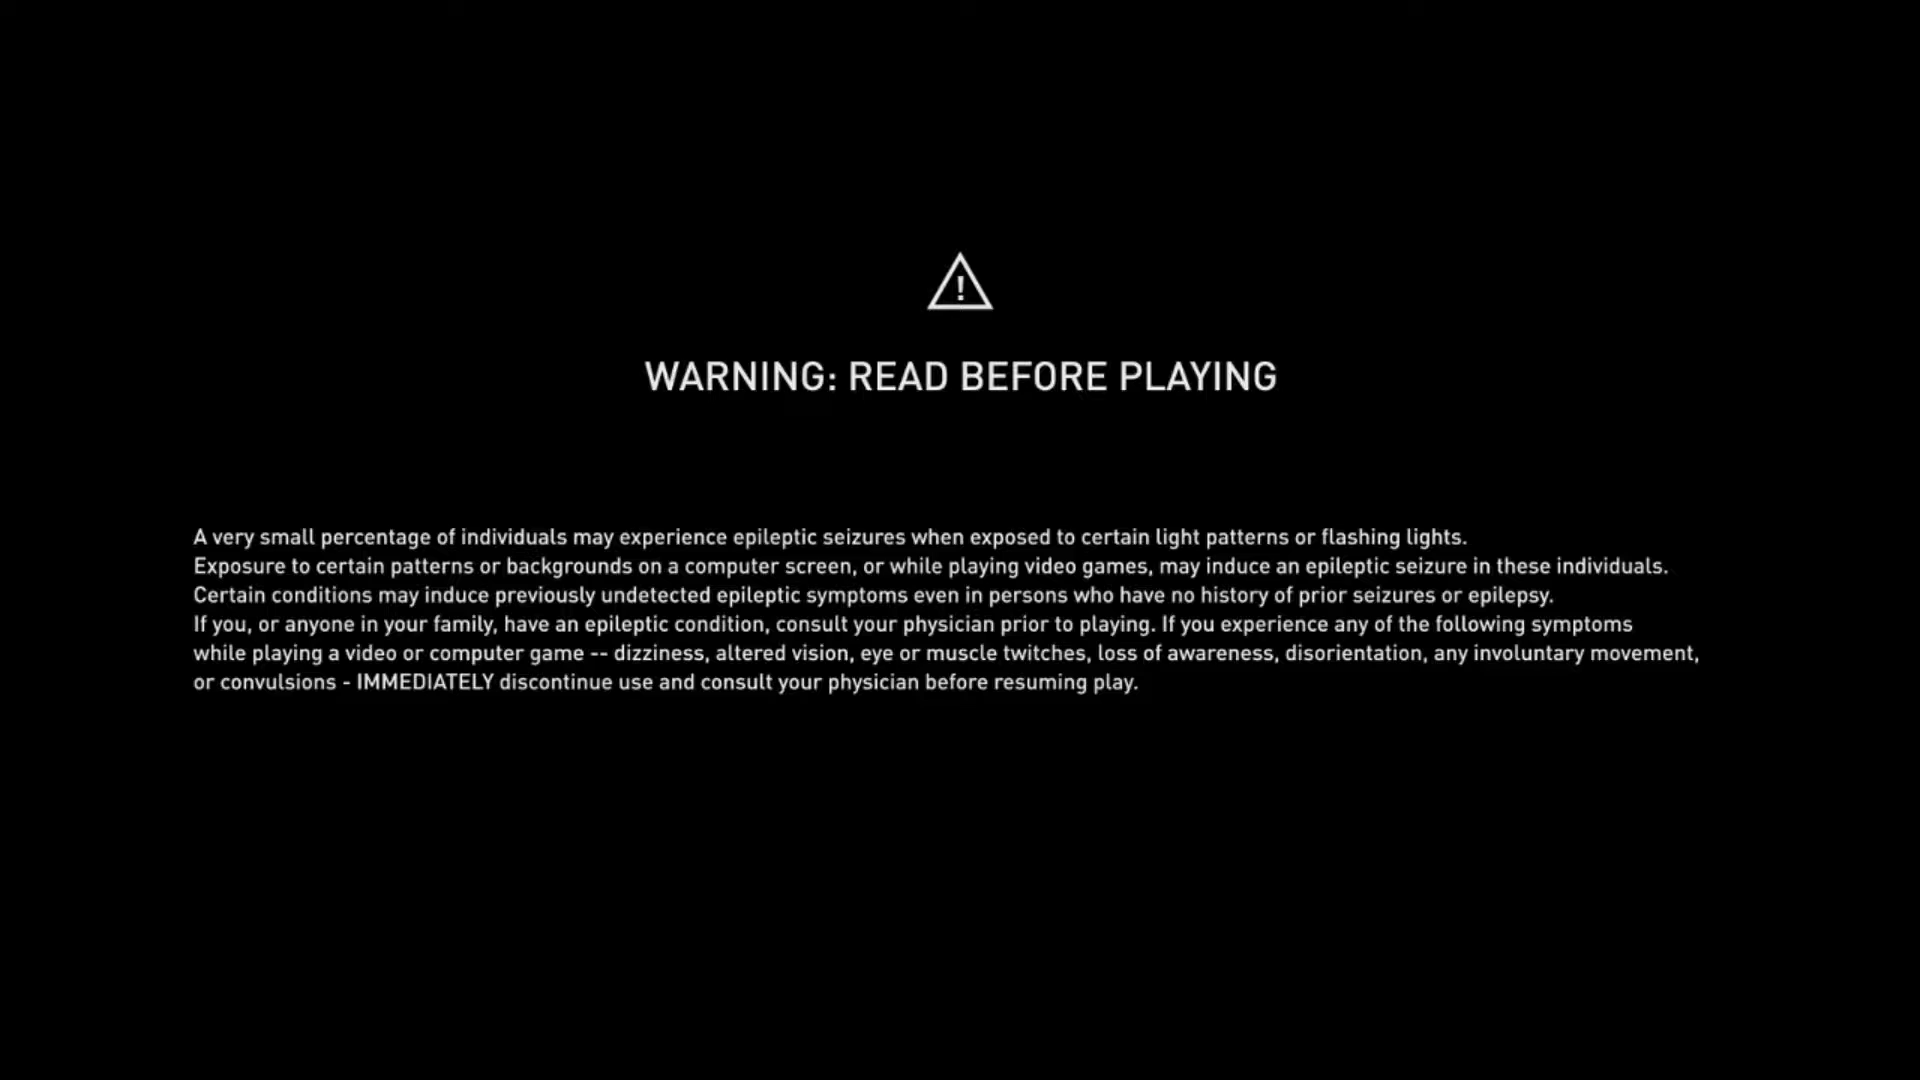 WARNING: READ BEFORE PLAYING
A very small percentage of individuals may experience epileptic seizures when exposed to certain light patterns or flashing lights.
Exposure to certain patterns or backgrounds on a computer screen, or while playing video games, may induce an epileptic seizure in these individuals.
Certain conditions may induce previously undetected epileptic symptoms even in persons who have no history of prior seizures or epilepsy.
If you, or anyone in your family, have an epileptic condition, consult your physician prior to playing. If you experience any of the following symptoms
while playing a video or computer game -- dizziness, altered vision, eye or muscle twitches, loss of awareness, disorientation, any involuntary movement,
or convulsions - IMMEDIATELY discontinue use and consult your physician before resuming play.